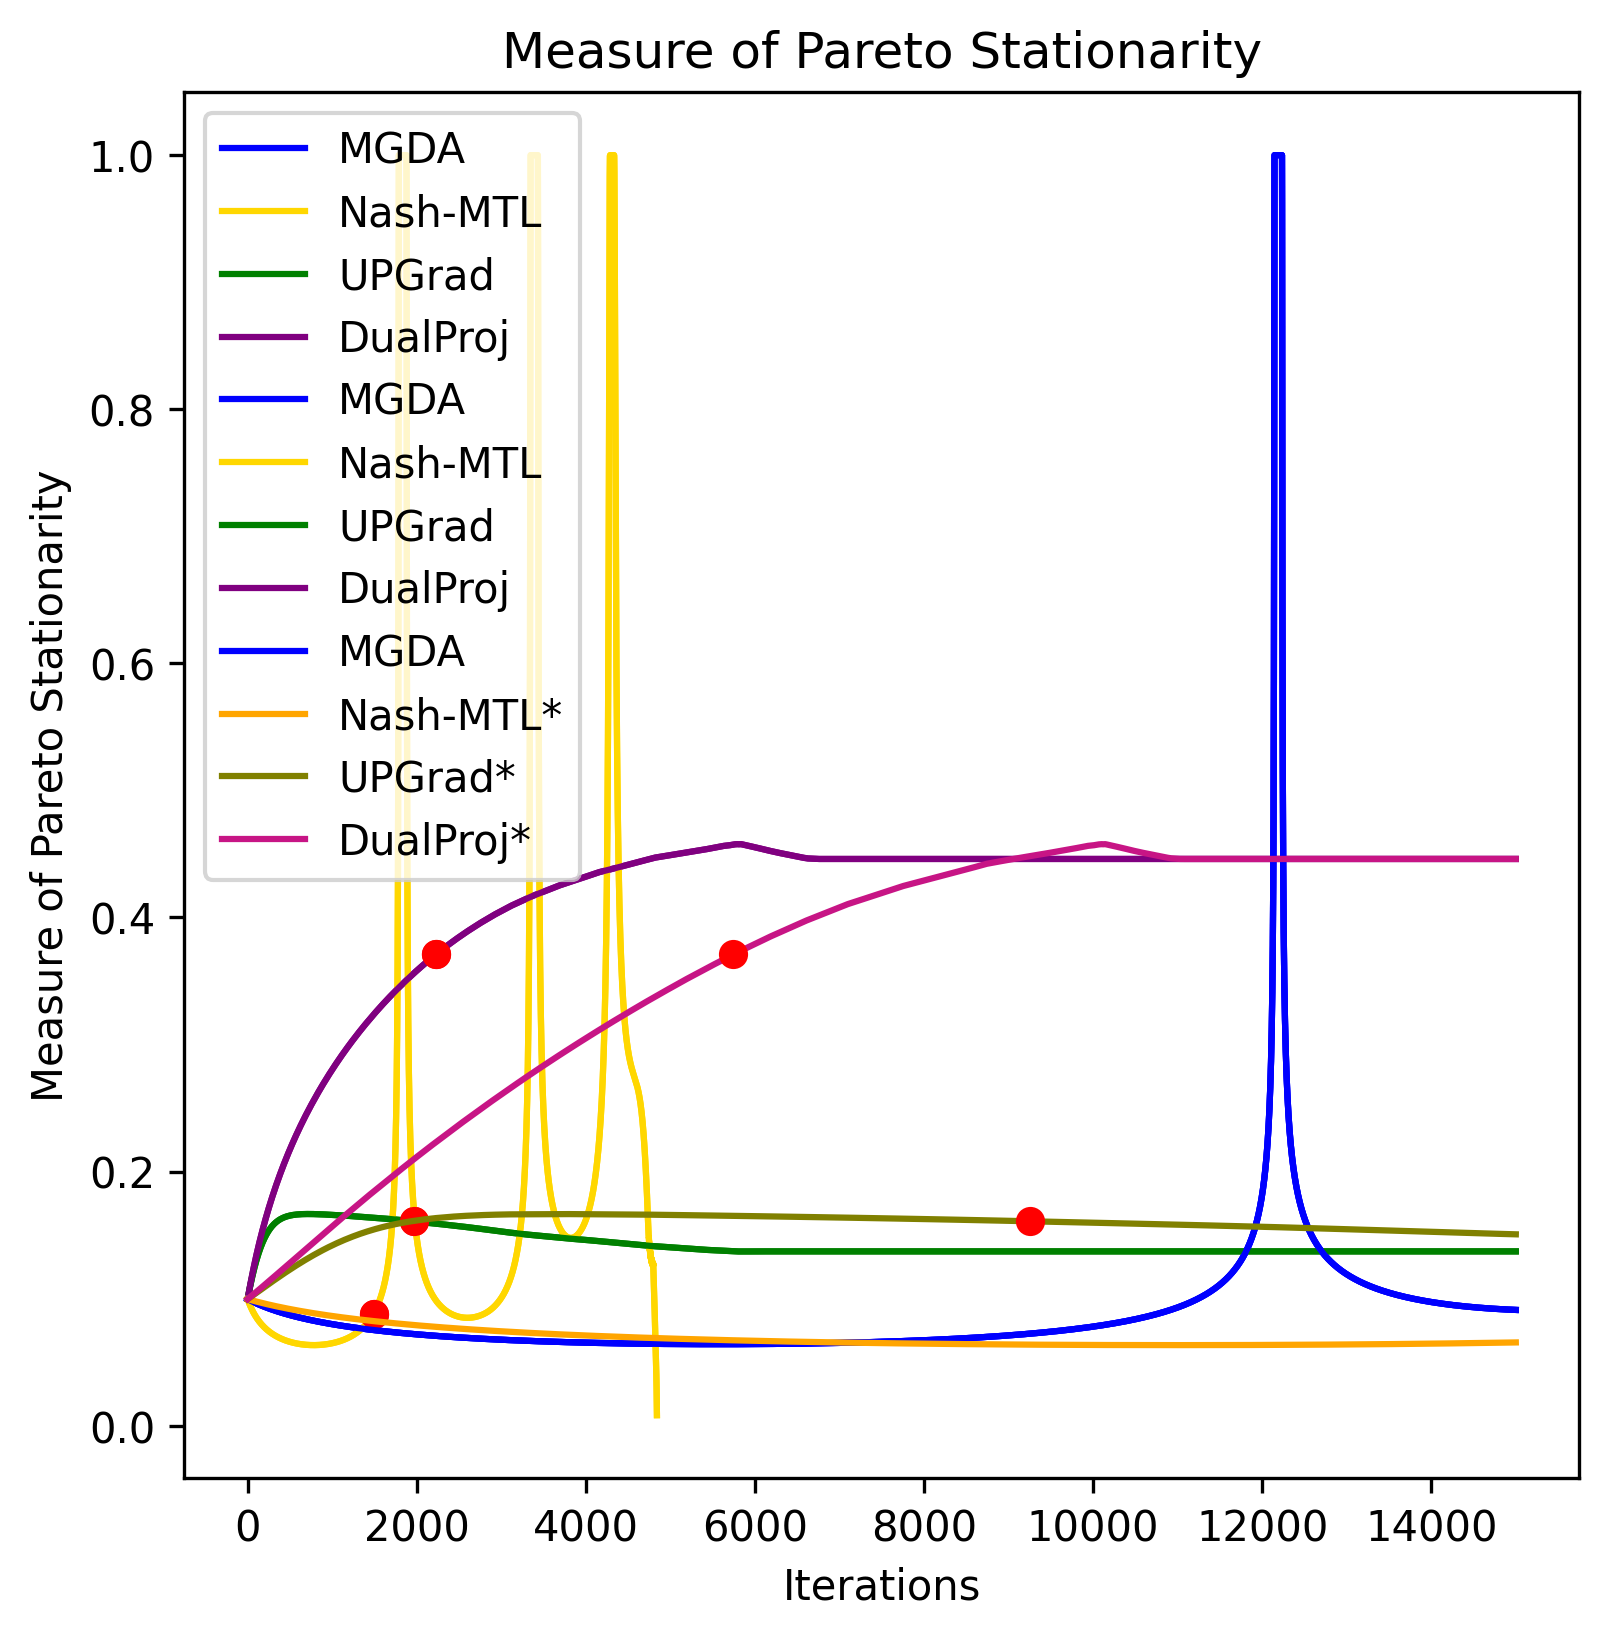 Measure of Pareto Stationarity
MGDA
Nash-MTL
UPGrad
DualProj
MGDA
Nash-MTL
UPGrad
DualProj
MGDA
Nash-MTL*
UPGrad*
DualProj*
Measure of Pareto Stationarity
1.0
0.8
0.6
0.4
0.2
0.0
0 2000 4000 6000 8000 10000 12000 14000
Iterations